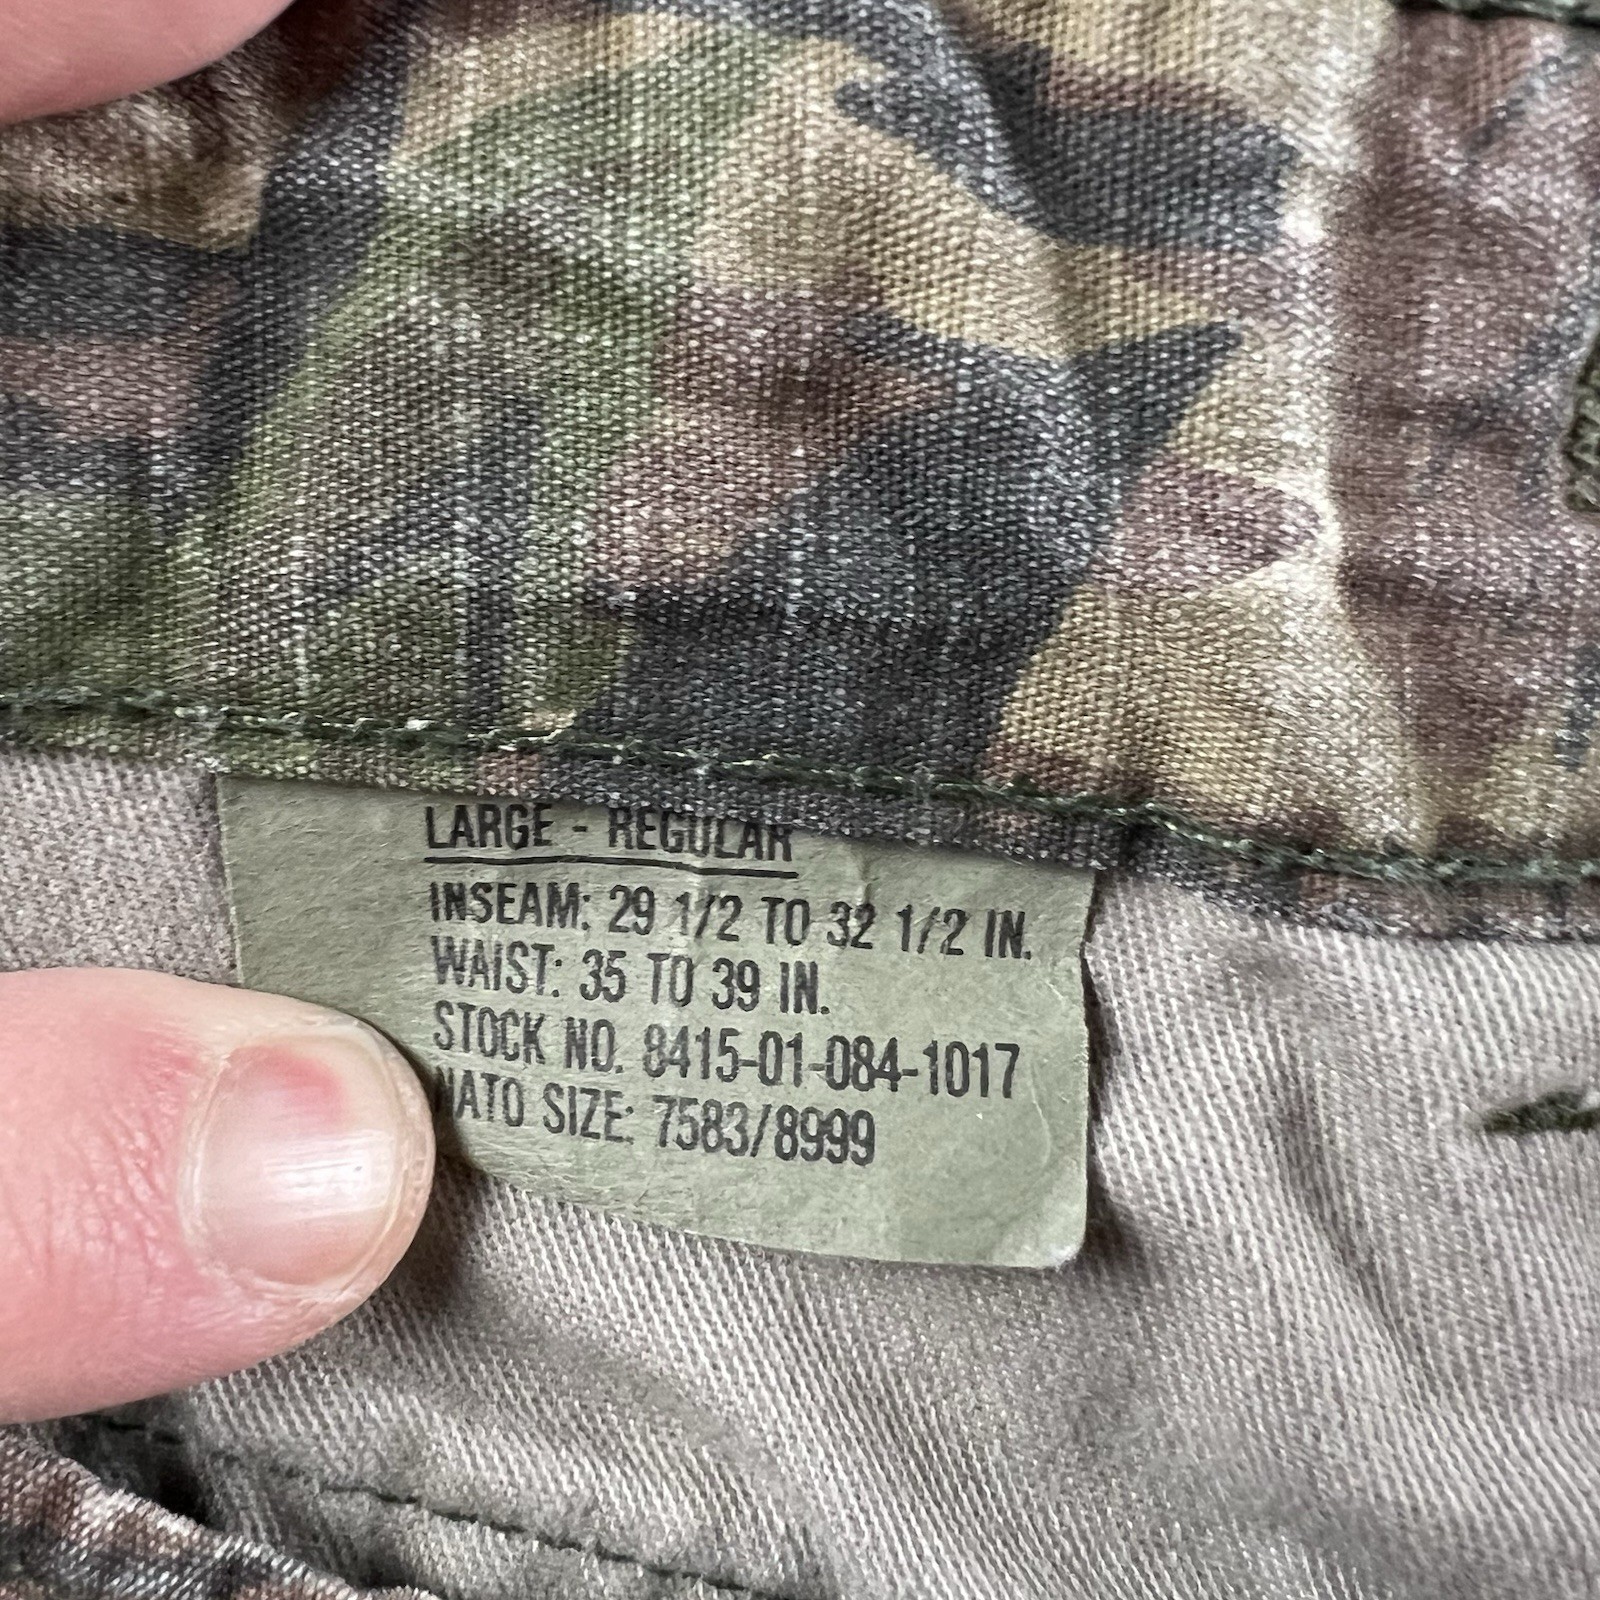 LARGE - REGULAR
INSEAM: 29 1/2 TO 32 1/2 IN.
WAIST: 35 TO 39 IN.
STOCK NO. 8415-01-084-1017
NATO SIZE: 7583/8999